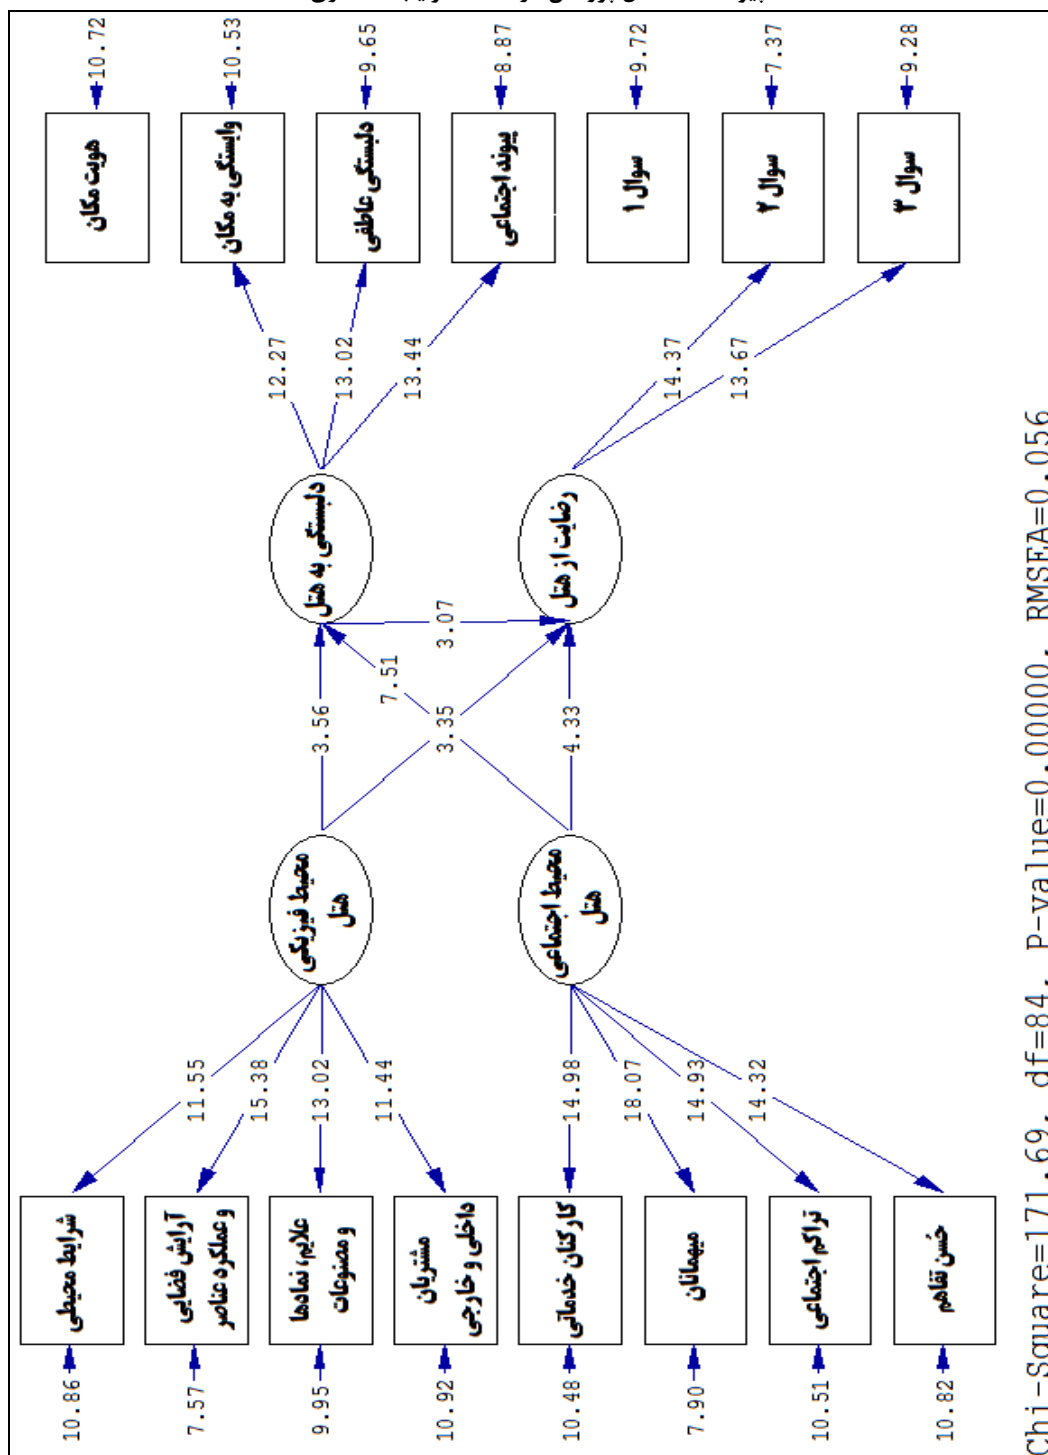 10.86
شرایط محیطی
7.57
آرایش فضایی
و عملکرد عناصر
9.95
علایم، نمادها
و مصنوعات
10.92
مشتریان
داخلی و خارجی
10.48
کارکنان خدماتی
7.90
میهمانان
10.51
تراکم اجتماعی
10.82
حُسن تفاهم
11.55
15.38
13.02
11.44
14.98
18.07
14.93
14.32
محیط فیزیکی
هتل
محیط اجتماعی
هتل
3.56
7.51
3.35
4.33
3.07
دلبستگی به هتل
رضایت از هتل
12.27
13.02
13.44
14.37
13.67
هویت مکان
10.72
وابستگی به مکان
10.53
دلبستگی عاطفی
9.65
پیوند اجتماعی
8.87
سوال ۱
9.72
سوال ۲
7.37
سوال ۳
9.28
Chi-Square=171.69, df=84, P-value=0.00000, RMSEA=0.056